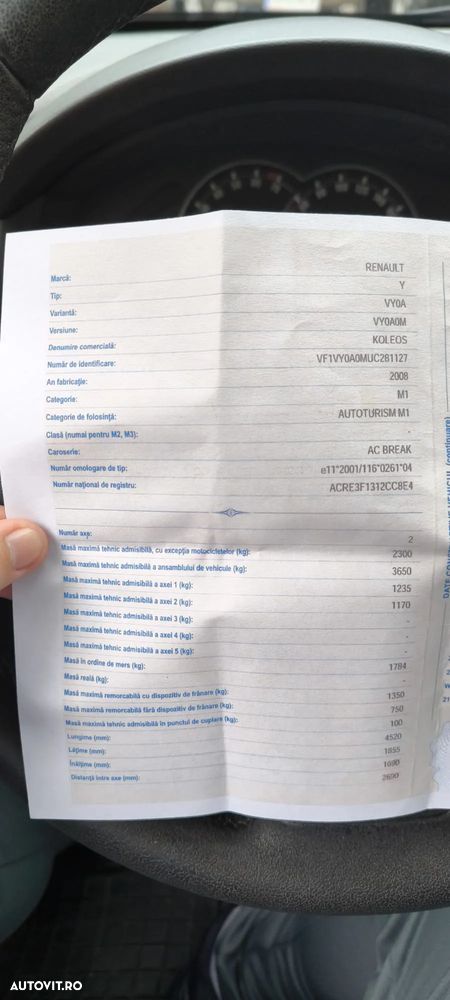 Marcă: RENAULT
Tip: Y
Variantă: VY0A
Versiune: VY0A0M
Denumire comercială: KOLEOS
Număr de identificare: VF1VY0A0MUC281127
An fabricație: 2008
Categorie: M1
Categorie de folosință: AUTOTURISM M1
Clasă (numai pentru M2, M3): -
Caroserie: AC BREAK
Număr omologare de tip: e11*2001/116*0261*04
Număr național de registru: ACRE3F1312CC8E4
Număr axe: 2
Masă maximă tehnic admisibilă, cu excepția motocicletelor (kg): 2300
Masă maximă tehnic admisibilă a ansamblului de vehicule (kg): 3650
Masă maximă tehnic admisibilă a axei 1 (kg): 1235
Masă maximă tehnic admisibilă a axei 2 (kg): 1170
Masă maximă tehnic admisibilă a axei 3 (kg): -
Masă maximă tehnic admisibilă a axei 4 (kg): -
Masă maximă tehnic admisibilă a axei 5 (kg): -
Masă în ordine de mers (kg): 1784
Masă reală (kg): -
Masă maximă remorcabilă cu dispozitiv de frânare (kg): 1350
Masă maximă remorcabilă fără dispozitiv de frânare (kg): 750
Masă maximă tehnic admisibilă în punctul de cuplare (kg): 100
Lungime (mm): 4520
Lățime (mm): 1855
Înălțime (mm): 1690
Distanță între axe (mm): 2690
(continuare)
AUTOVIT.RO